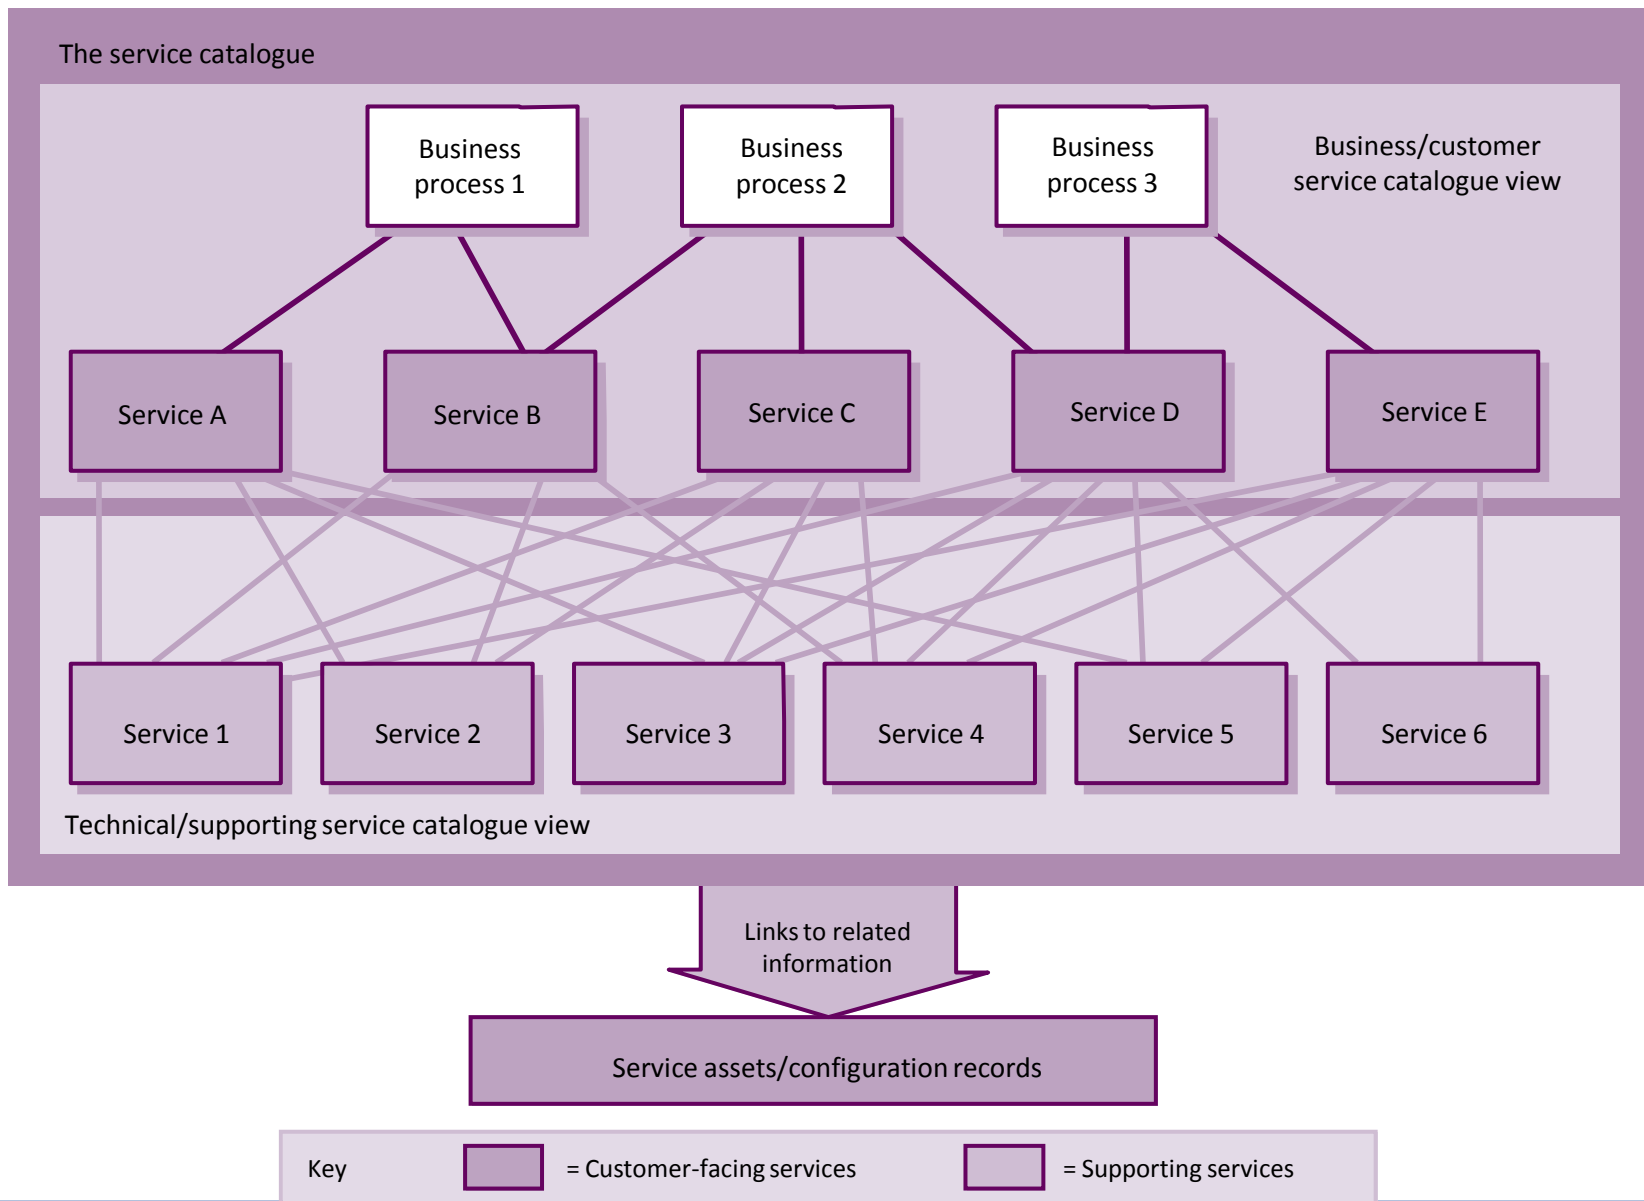 The service catalogue
Business
process 1
Business
process 2
Business
process 3
Business/customer
service catalogue view
Service A
Service B
Service C
Service D
Service E
Service 1
Service 2
Service 3
Service 4
Service 5
Service 6
Technical/supporting service catalogue view
Links to related
information
Service assets/configuration records
Key
= Customer-facing services
= Supporting services